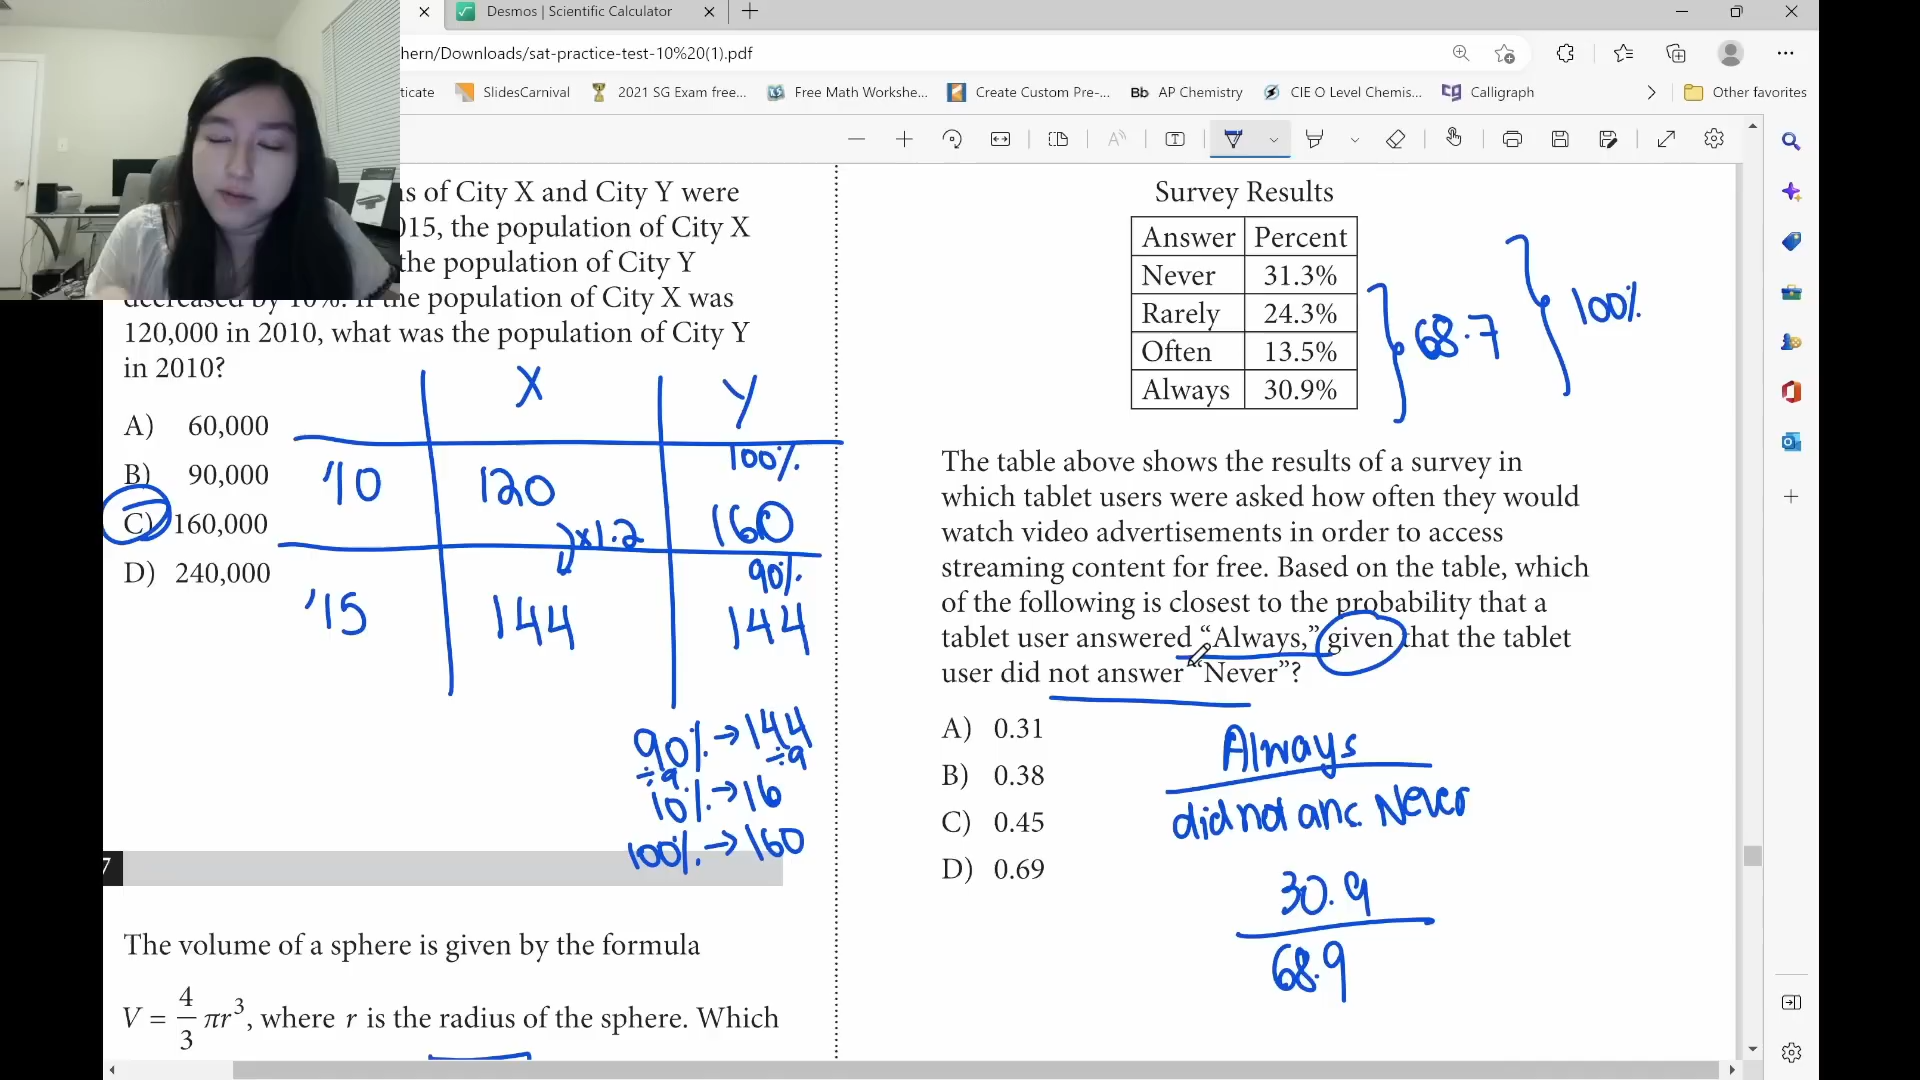 Desmos | Scientific Calculator
hern/Downloads/sat-practice-test-10%20(1).pdf
ticate SlidesCarnival 2021 SG Exam free... Free Math Workshe... Create Custom Pre-... Bb AP Chemistry CIE O Level Chemis... Calligraph Other favorites
ns of City X and City Y were
015, the population of City X
the population of City Y
decreased by 10%. If the population of City X was
120,000 in 2010, what was the population of City Y
in 2010?
A) 60,000
B) 90,000
C) 160,000
D) 240,000
X Y
'10 120 100%
160
x1.2
'15 144 90%
144
90% → 144
÷9 ÷9
10% → 16
100% → 160
7
The volume of a sphere is given by the formula
V = 4/3 πr³, where r is the radius of the sphere. Which
Survey Results
Answer Percent
Never 31.3%
Rarely 24.3%
Often 13.5%
Always 30.9%
68.7
100%
The table above shows the results of a survey in
which tablet users were asked how often they would
watch video advertisements in order to access
streaming content for free. Based on the table, which
of the following is closest to the probability that a
tablet user answered “Always,” given that the tablet
user did not answer “Never”?
A) 0.31
B) 0.38
C) 0.45
D) 0.69
Always
did not anc. Never
30.9
68.9